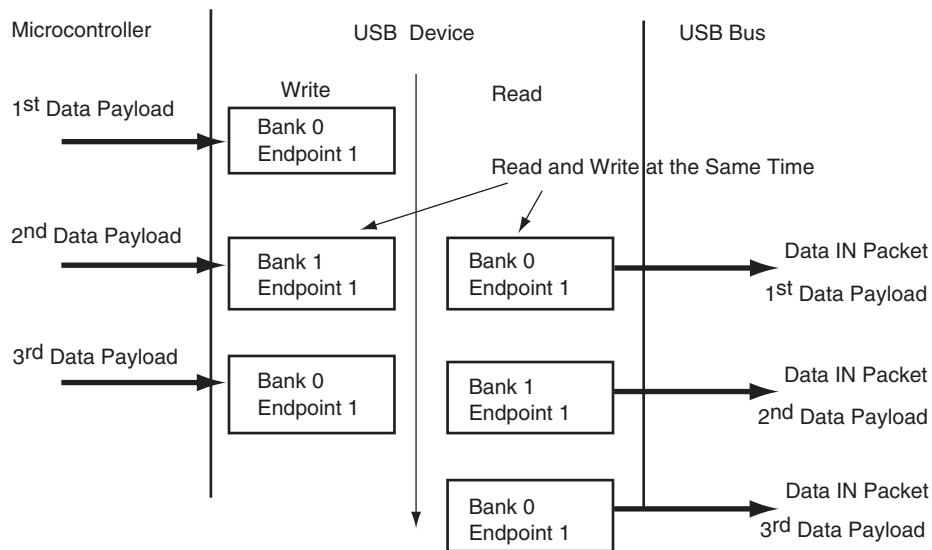 Microcontroller
USB Device
USB Bus
Write
Read
1st Data Payload
Bank 0
Endpoint 1
Read and Write at the Same Time
2nd Data Payload
Bank 1
Endpoint 1
Bank 0
Endpoint 1
Data IN Packet
1st Data Payload
3rd Data Payload
Bank 0
Endpoint 1
Bank 1
Endpoint 1
Data IN Packet
2nd Data Payload
Bank 0
Endpoint 1
Data IN Packet
3rd Data Payload